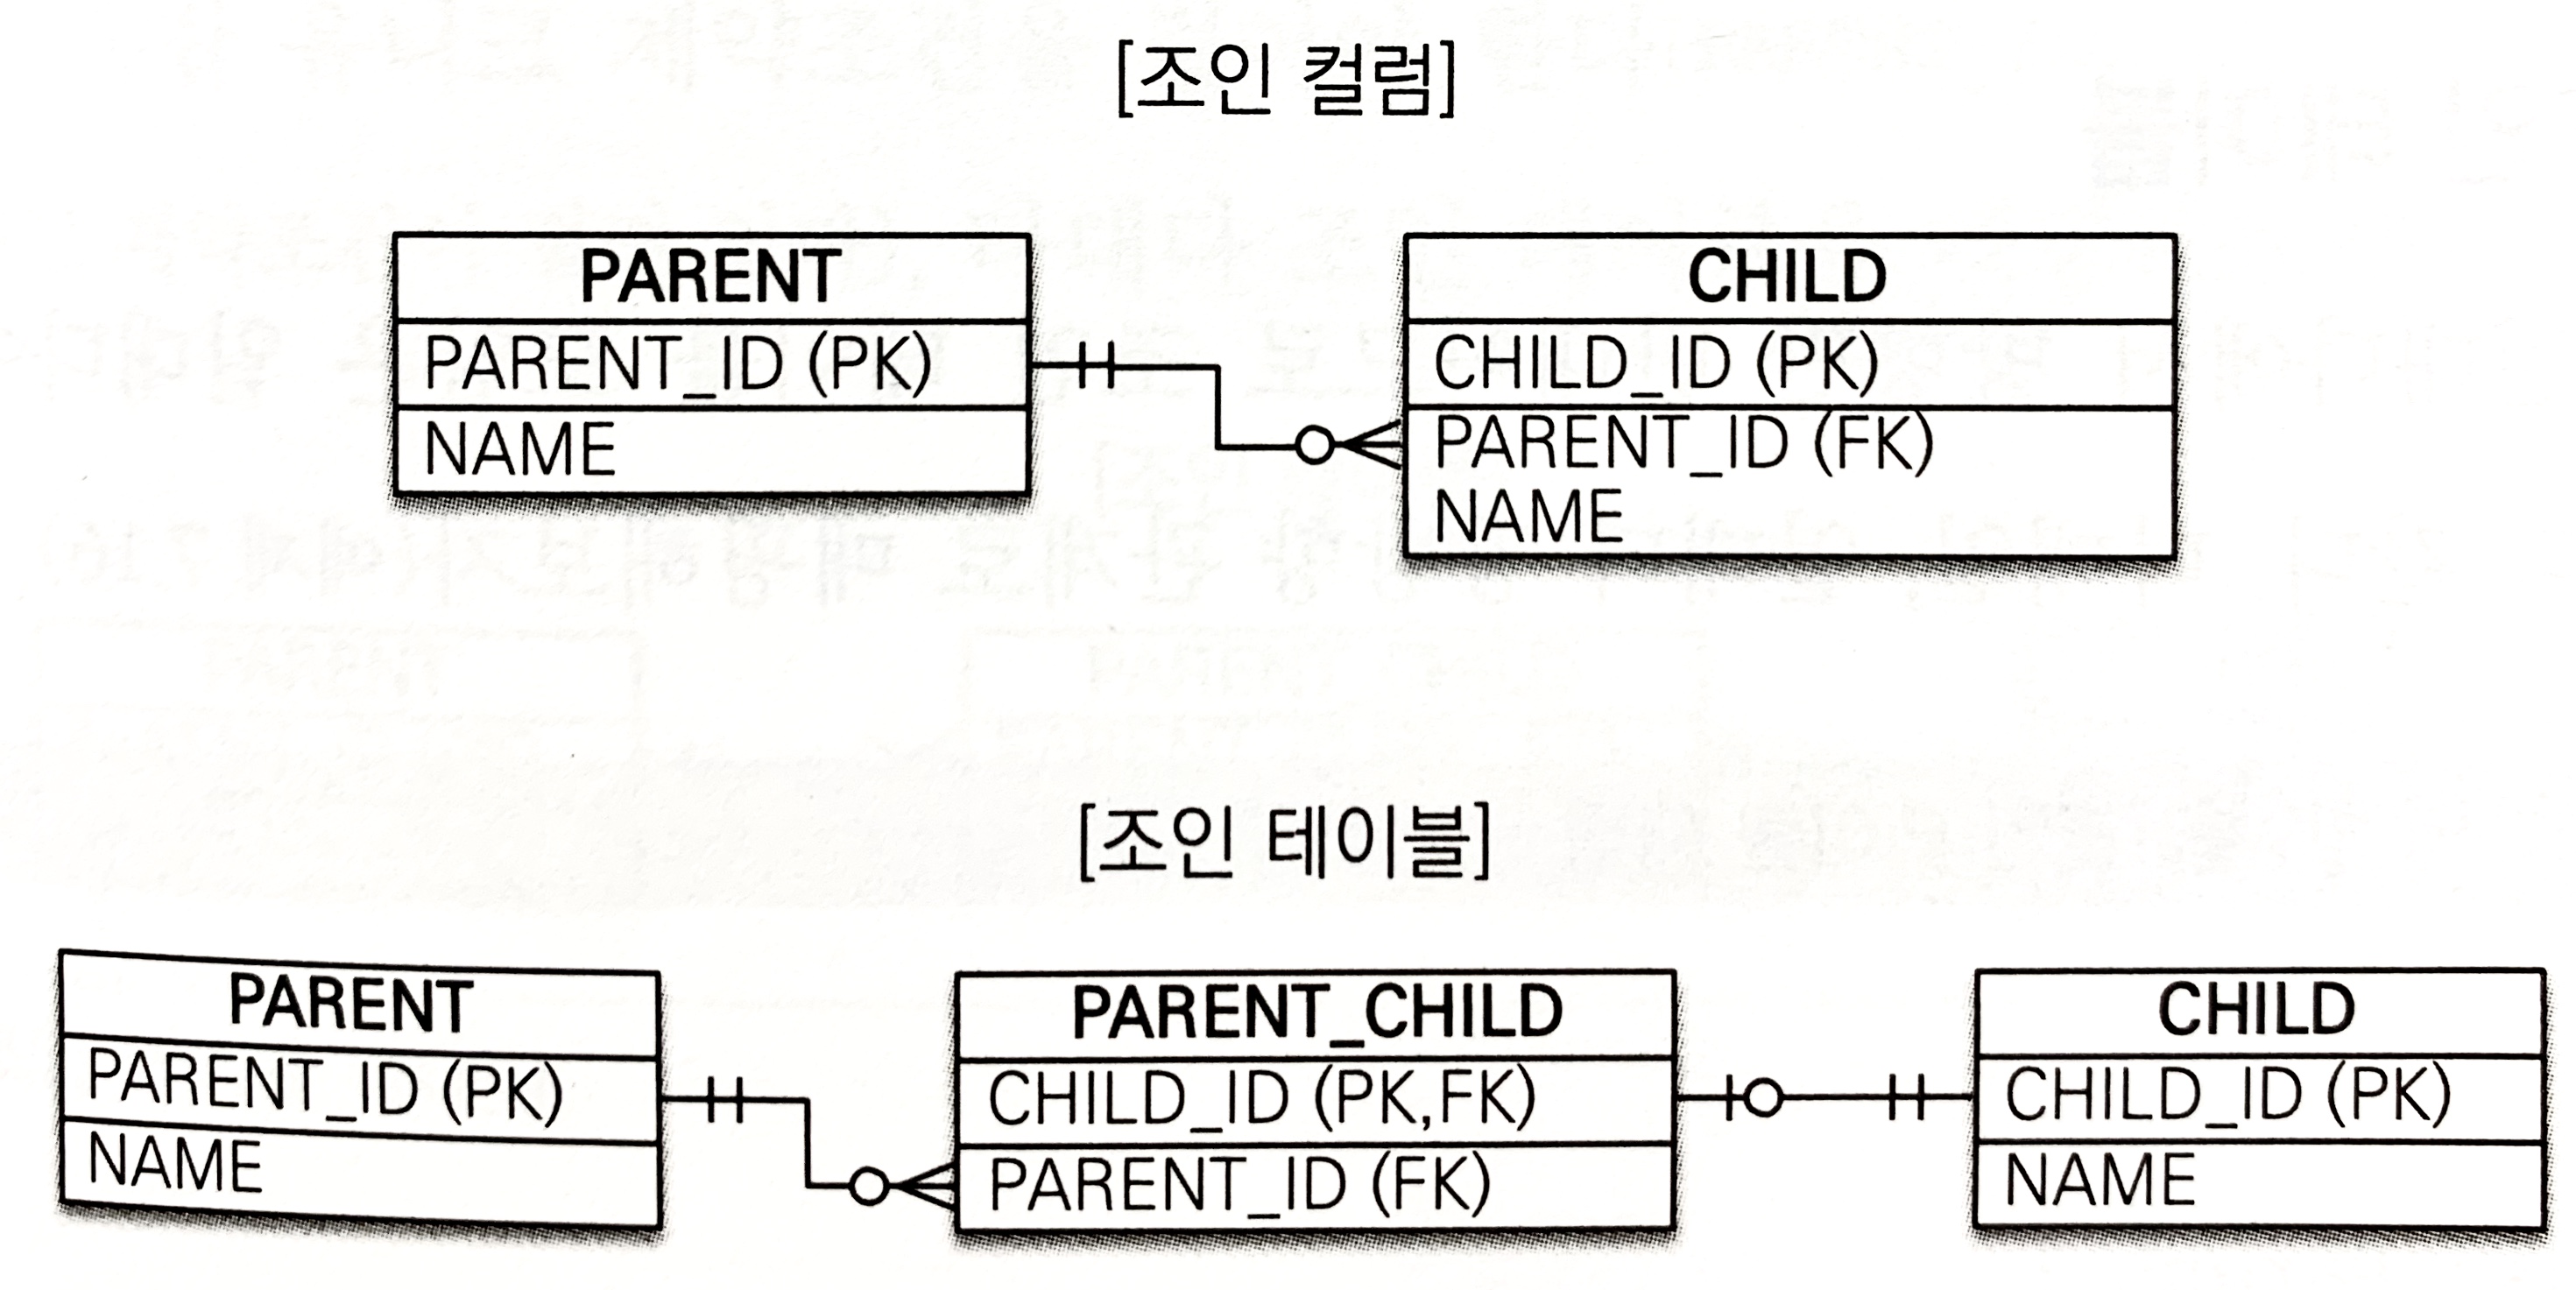 [조인 컬럼]
PARENT
PARENT_ID (PK)
NAME
CHILD
CHILD_ID (PK)
PARENT_ID (FK)
NAME
[조인 테이블]
PARENT
PARENT_ID (PK)
NAME
PARENT_CHILD
CHILD_ID (PK,FK)
PARENT_ID (FK)
CHILD
CHILD_ID (PK)
NAME